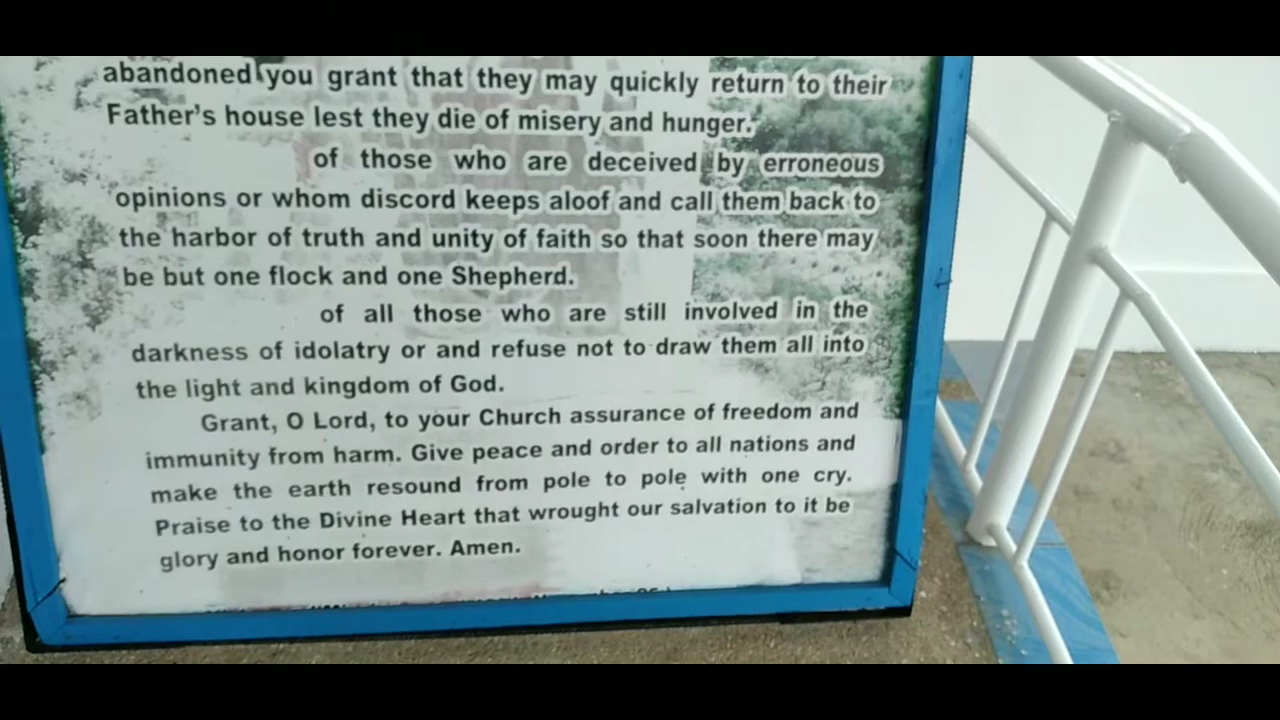 abandoned you grant that they may quickly return to their
Father's house lest they die of misery and hunger.
of those who are deceived by erroneous
opinions or whom discord keeps aloof and call them back to
the harbor of truth and unity of faith so that soon there may
be but one flock and one Shepherd.
of all those who are still involved in the
darkness of idolatry or and refuse not to draw them all into
the light and kingdom of God.
Grant, O Lord, to your Church assurance of freedom and
immunity from harm. Give peace and order to all nations and
make the earth resound from pole to pole with one cry.
Praise to the Divine Heart that wrought our salvation to it be
glory and honor forever. Amen.